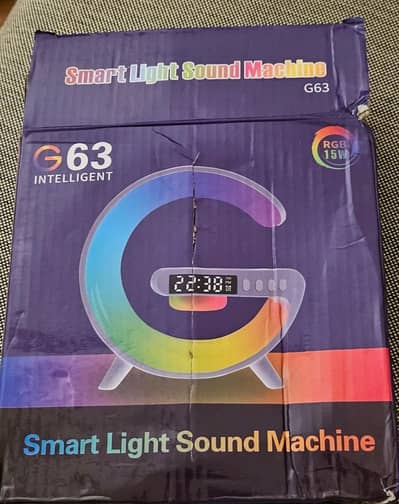 Smart Light Sound Machine
G63
G63
INTELLIGENT
RGB
15W
22:38
Smart Light Sound Machine